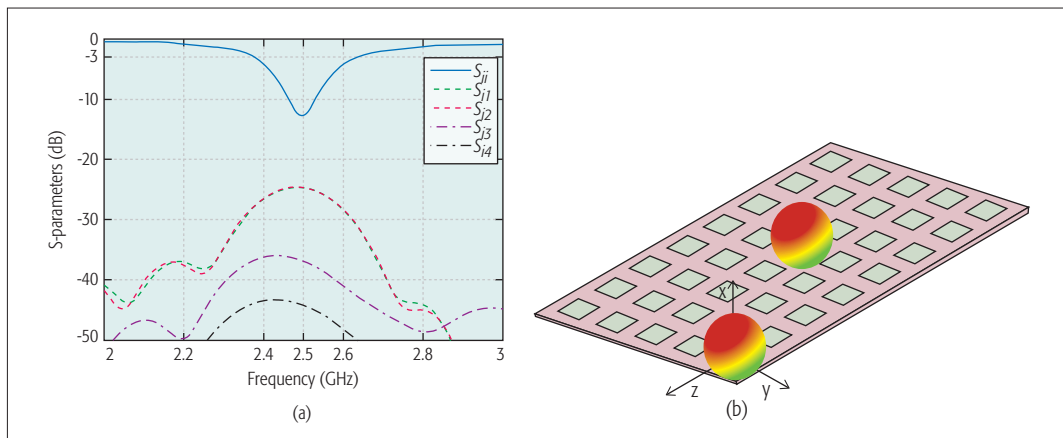 0
-3
-10
-20
-30
-40
-50
S-parameters (dB)
2
2.2
2.4
2.5
2.6
2.8
3
Frequency (GHz)
S_ii
S_i1
S_i2
S_i3
S_i4
(a)
x
z
y
(b)